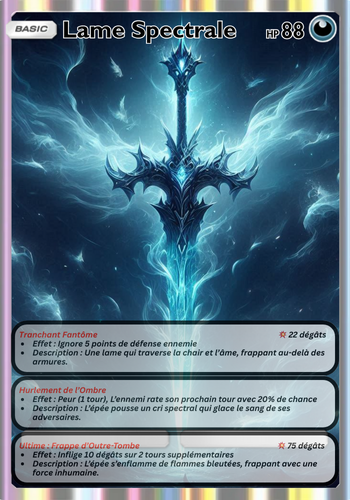 BASIC Lame Spectrale HP 88
Tranchant Fantôme 22 dégâts
• Effet : Ignore 5 points de défense ennemie
• Description : Une lame qui traverse la chair et l'âme, frappant au-delà des
armures.
Hurlement de l'Ombre
• Effet : Peur (1 tour), L'ennemi rate son prochain tour avec 20% de chance
• Description : L'épée pousse un cri spectral qui glace le sang de ses
adversaires.
Ultime : Frappe d'Outre-Tombe 75 dégâts
• Effet : Inflige 10 dégâts sur 2 tours supplémentaires
• Description : L'épée s'enflamme de flammes bleutées, frappant avec une
force inhumaine.